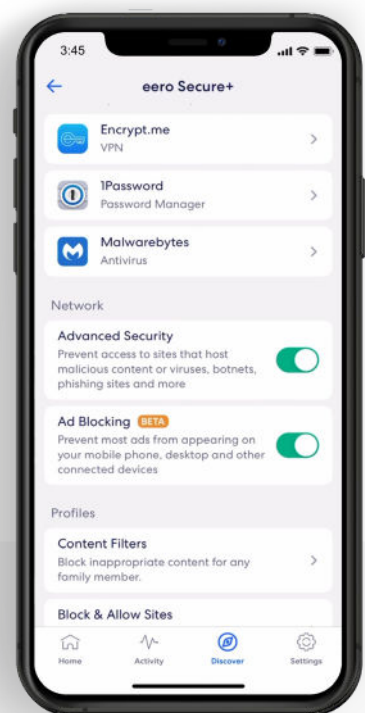 3:45
eero Secure+
Encrypt.me
VPN
1Password
Password Manager
Malwarebytes
Antivirus
Network
Advanced Security
Prevent access to sites that host
malicious content or viruses, botnets,
phishing sites and more
Ad Blocking BETA
Prevent most ads from appearing on
your mobile phone, desktop and other
connected devices
Profiles
Content Filters
Block inappropriate content for any
family member.
Block & Allow Sites
Home Activity Discover Settings